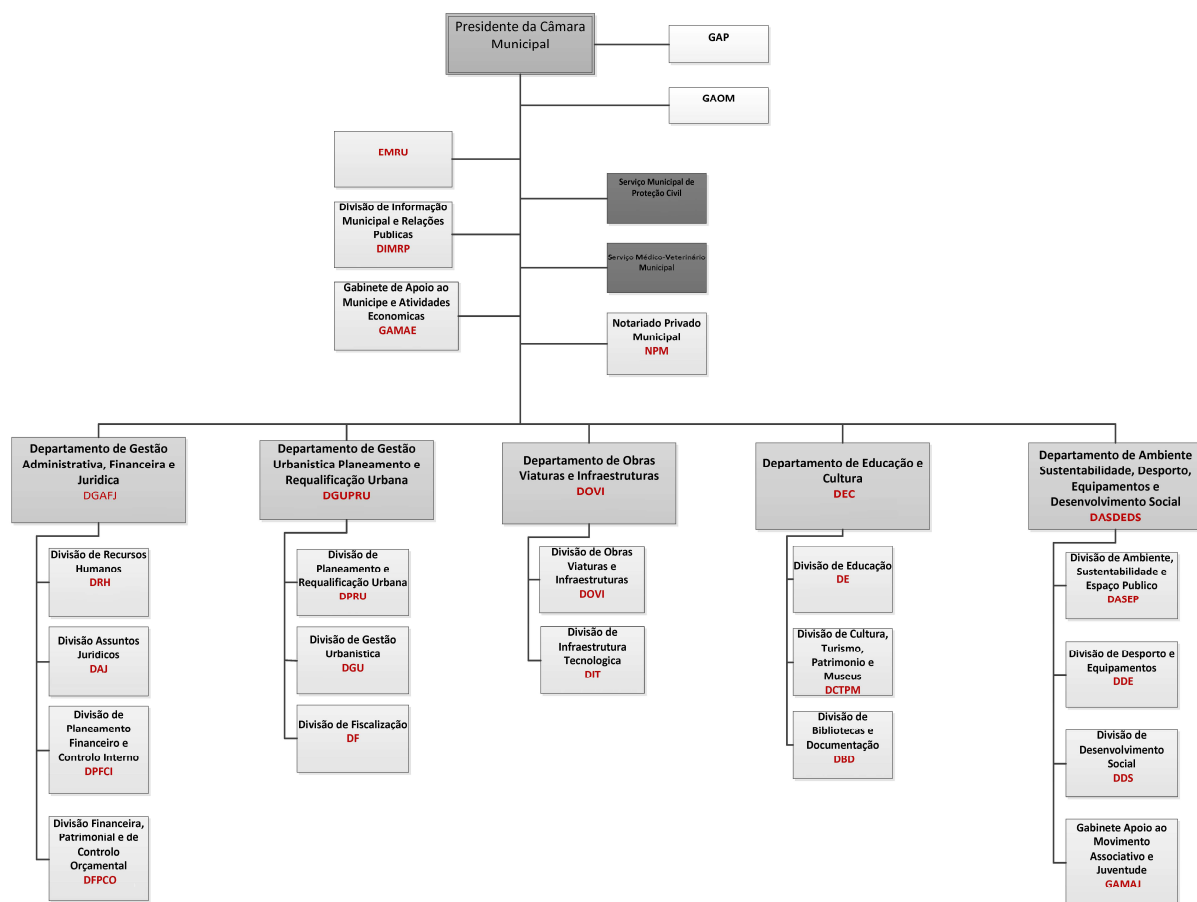 Presidente da Câmara
Municipal
GAP
GAOM
EMRU
Serviço Municipal de
Proteção Civil
Divisão de Informação
Municipal e Relações
Publicas
DIMRP
Serviço Médico-Veterinário
Municipal
Gabinete de Apoio ao
Municipe e Atividades
Economicas
GAMAE
Notariado Privado
Municipal
NPM
Departamento de Gestão
Administrativa, Financeira e
Juridica
DGAFJ
Departamento de Gestão
Urbanistica Planeamento e
Requalificação Urbana
DGUPRU
Departamento de Obras
Viaturas e Infraestruturas
DOVI
Departamento de Educação e
Cultura
DEC
Departamento de Ambiente
Sustentabilidade, Desporto,
Equipamentos e
Desenvolvimento Social
DASDEDS
Divisão de Recursos
Humanos
DRH
Divisão Assuntos
Juridicos
DAJ
Divisão de
Planeamento
Financeiro e
Controlo Interno
DPFCI
Divisão Financeira,
Patrimonial e de
Controlo
Orçamental
DFPCO
Divisão de
Planeamento e
Requalificação Urbana
DPRU
Divisão de Gestão
Urbanistica
DGU
Divisão de Fiscalização
DF
Divisão de Obras
Viaturas e
Infraestruturas
DOVI
Divisão de
Infraestrutura
Tecnologica
DIT
Divisão de Educação
DE
Divisão de Cultura,
Turismo,
Patrimonio e
Museus
DCTPM
Divisão de
Bibliotecas e
Documentação
DBD
Divisão de Ambiente,
Sustentabilidade e
Espaço Publico
DASEP
Divisão de Desporto e
Equipamentos
DDE
Divisão de
Desenvolvimento
Social
DDS
Gabinete Apoio ao
Movimento
Associativo e
Juventude
GAMAJ